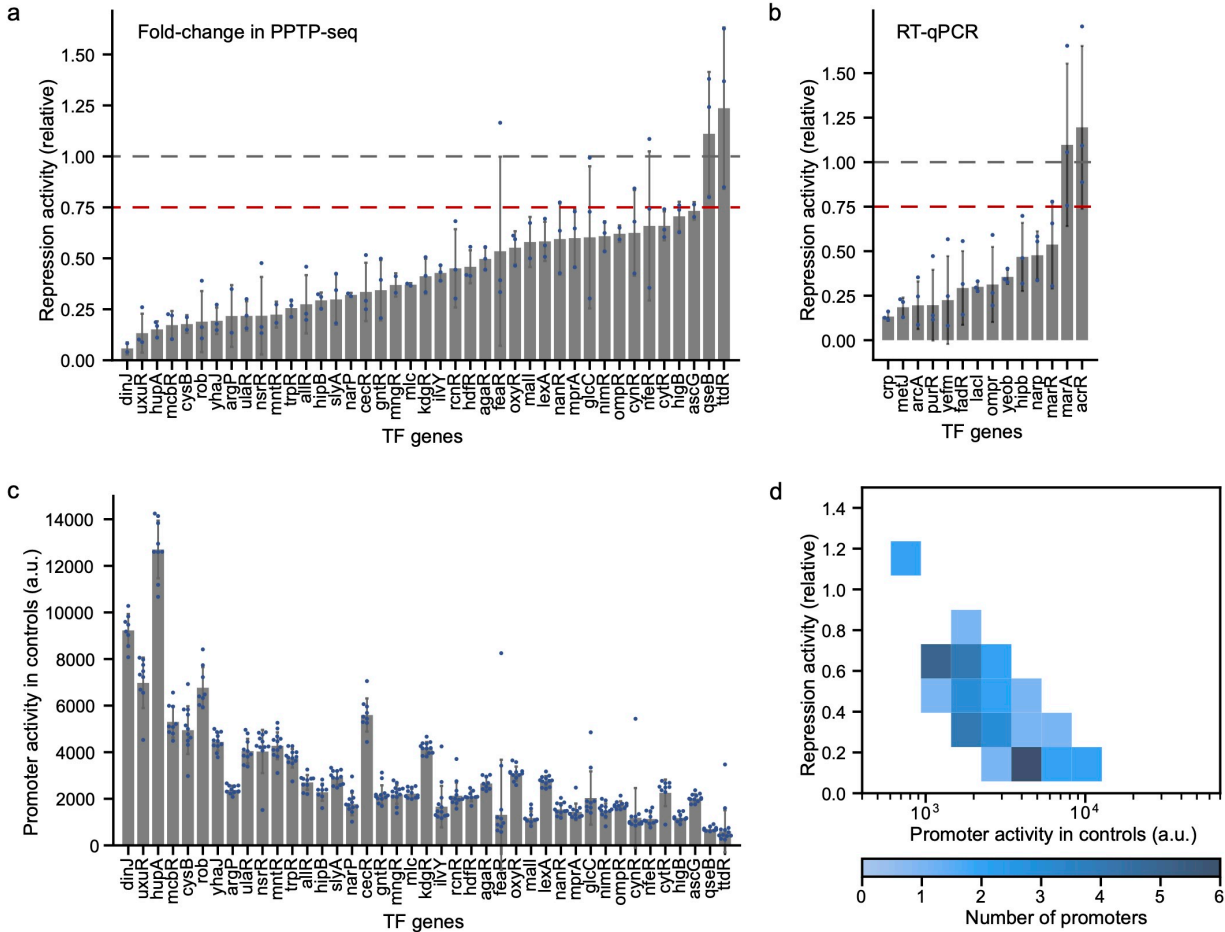 a
Fold-change in PPTP-seq
Repression activity (relative)
1.50
1.25
1.00
0.75
0.50
0.25
0.00
dinJ uxuR hupA mcbR cysB rob yhaJ argP ulaR nsrR mntR trpR allR hipB slyA narP cecR gntR mngR mlc kdgR ilvY rcnR hdfR agaR feaR oxyR malI lexA nanR mprA glcC nimR ompR cynR nfeR cytR higB ascG qseB ttdR
TF genes
b
RT-qPCR
Repression activity (relative)
1.50
1.25
1.00
0.75
0.50
0.25
0.00
crp metJ arcA purR yefm fadR lacI ompr yeob hipb narp marR marA acrR
TF genes
c
Promoter activity in controls (a.u.)
14000
12000
10000
8000
6000
4000
2000
0
dinJ uxuR hupA mcbR cysB rob yhaJ argP ulaR nsrR mntR trpR allR hipB slyA narP cecR gntR mngR mlc kdgR ilvY rcnR hdfR agaR feaR oxyR malI lexA nanR mprA glcC nimR ompR cynR nfeR cytR higB ascG qseB ttdR
TF genes
d
Repression activity (relative)
1.4
1.2
1.0
0.8
0.6
0.4
0.2
0.0
10³ 10⁴
Promoter activity in controls (a.u.)
0 1 2 3 4 5 6
Number of promoters